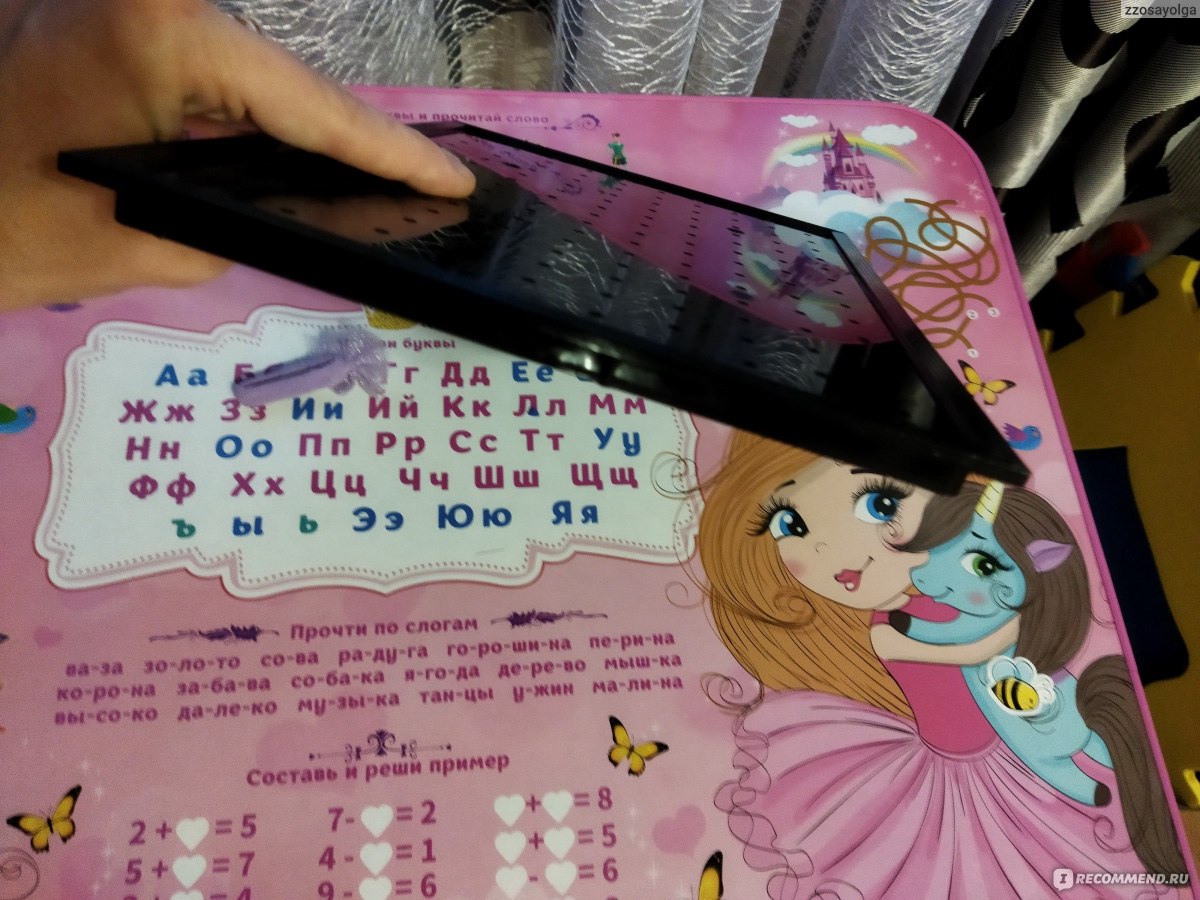 zzosayolga
вы и прочитай слово
2 3
1
буквы
Аа Гг Дд Ее
Жж Зз Ии Ий Кк Лл Мм
Нн Оо Пп Рр Сс Тт Уу
Фф Хх Цц Чч Шш Щщ
ъ ы ь Ээ Юю Яя
Прочти по слогам
ва-за зо-ло-то со-ва ра-ду-га го-ро-ши-на пе-ри-на
ко-ро-на за-ба-ва со-ба-ка я-го-да де-ре-во мыш-ка
вы-со-ко да-ле-ко му-зы-ка тан-цы у-жин ма-ли-на
Составь и реши пример
2 + = 5 7- = 2 + = 8
5 + = 7 4 - = 1 + = 5
9 - = 6 - = 6
I RECOMMEND.RU